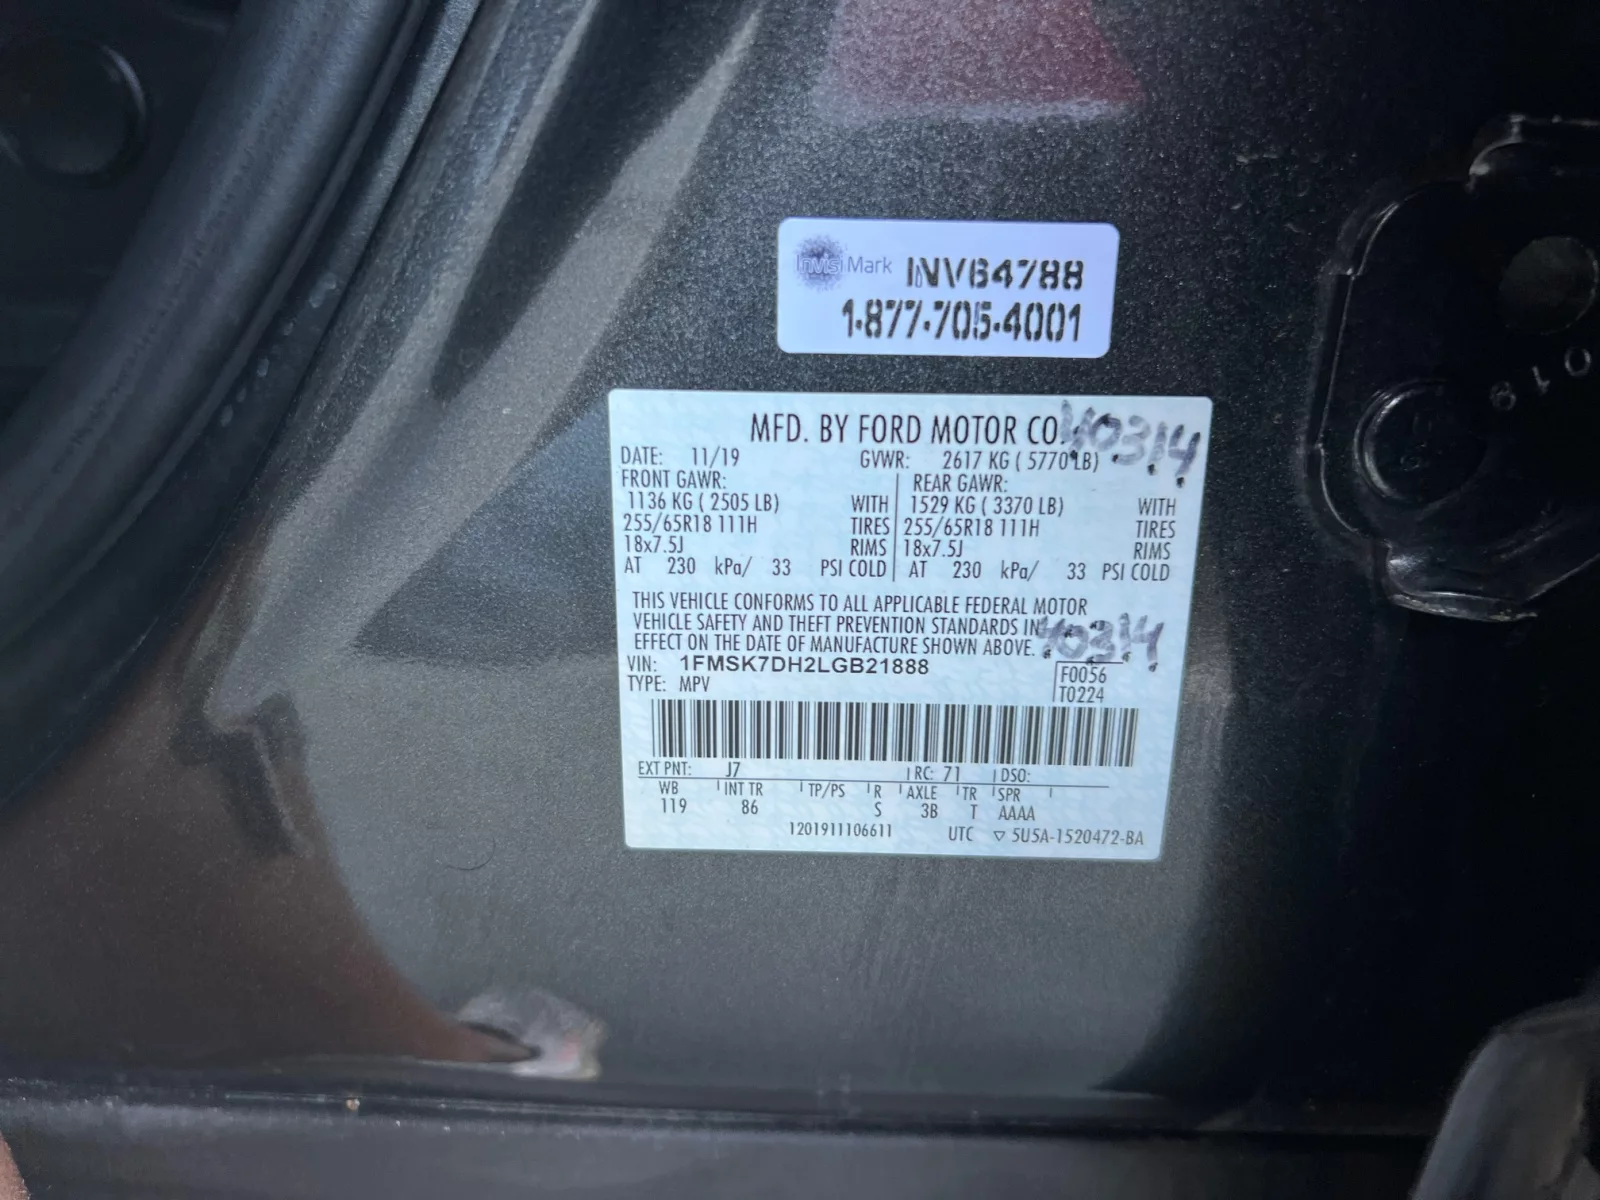 InvisiMark INV64788
1-877-705-4001
MFD. BY FORD MOTOR CO. 40314
DATE: 11/19 GVWR: 2617 KG ( 5770 LB)
FRONT GAWR: REAR GAWR:
1136 KG ( 2505 LB) WITH 1529 KG ( 3370 LB) WITH
255/65R18 111H TIRES 255/65R18 111H TIRES
18x7.5J RIMS 18x7.5J RIMS
AT 230 kPa/ 33 PSI COLD AT 230 kPa/ 33 PSI COLD
THIS VEHICLE CONFORMS TO ALL APPLICABLE FEDERAL MOTOR
VEHICLE SAFETY AND THEFT PREVENTION STANDARDS IN
EFFECT ON THE DATE OF MANUFACTURE SHOWN ABOVE. 40314
VIN: 1FMSK7DH2LGB21888 F0056
TYPE: MPV T0224
EXT PNT: J7 RC: 71 DSO:
WB INT TR TP/PS R AXLE TR SPR
119 86 S 3B T AAAA
1201911106611 UTC ▽ 5U5A-1520472-BA
018